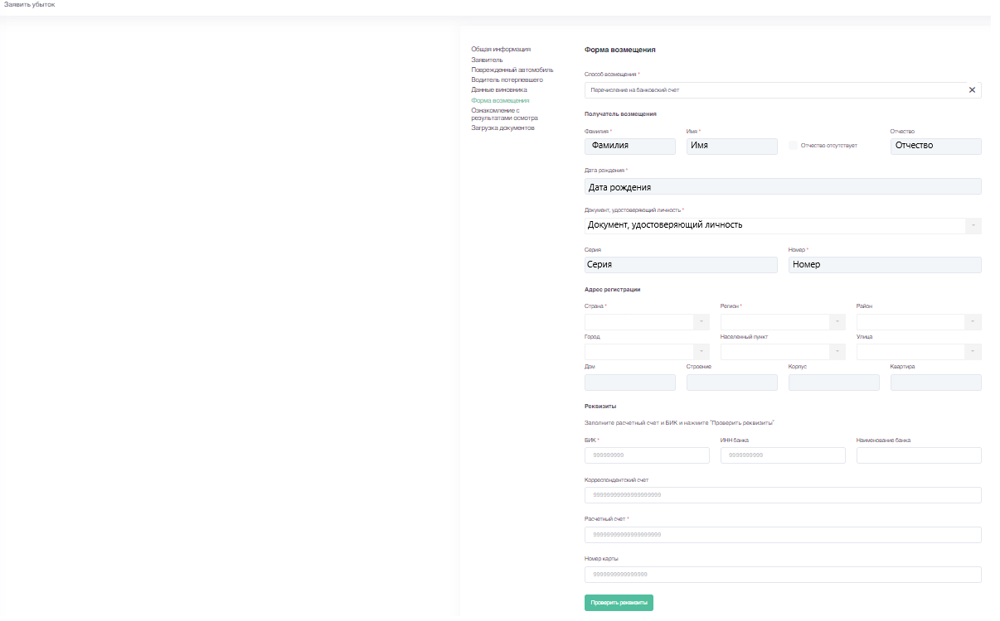 Заявить убыток
Общая информация
Заявитель
Поврежденный автомобиль
Водитель потерпевшего
Данные виновника
Форма возмещения
Ознакомление с
результатами осмотра
Загрузка документов
Форма возмещения
Способ возмещения *
Перечисление на банковский счет
Получатель возмещения
Фамилия * Имя * Отчество
Фамилия Имя Отчество отсутствует Отчество
Дата рождения *
Дата рождения
Документ, удостоверяющий личность *
Документ, удостоверяющий личность
Серия Номер *
Серия Номер
Адрес регистрации
Страна * Регион * Район
Город Населенный пункт Улица
Дом Строение Корпус Квартира
Реквизиты
Заполните расчетный счет и БИК и нажмите "Проверить реквизиты"
БИК * ИНН банка Наименование банка
999999999 9999999999
Корреспондентский счет
99999999999999999999
Расчетный счет *
99999999999999999999
Номер карты
9999999999999999
Проверить реквизиты